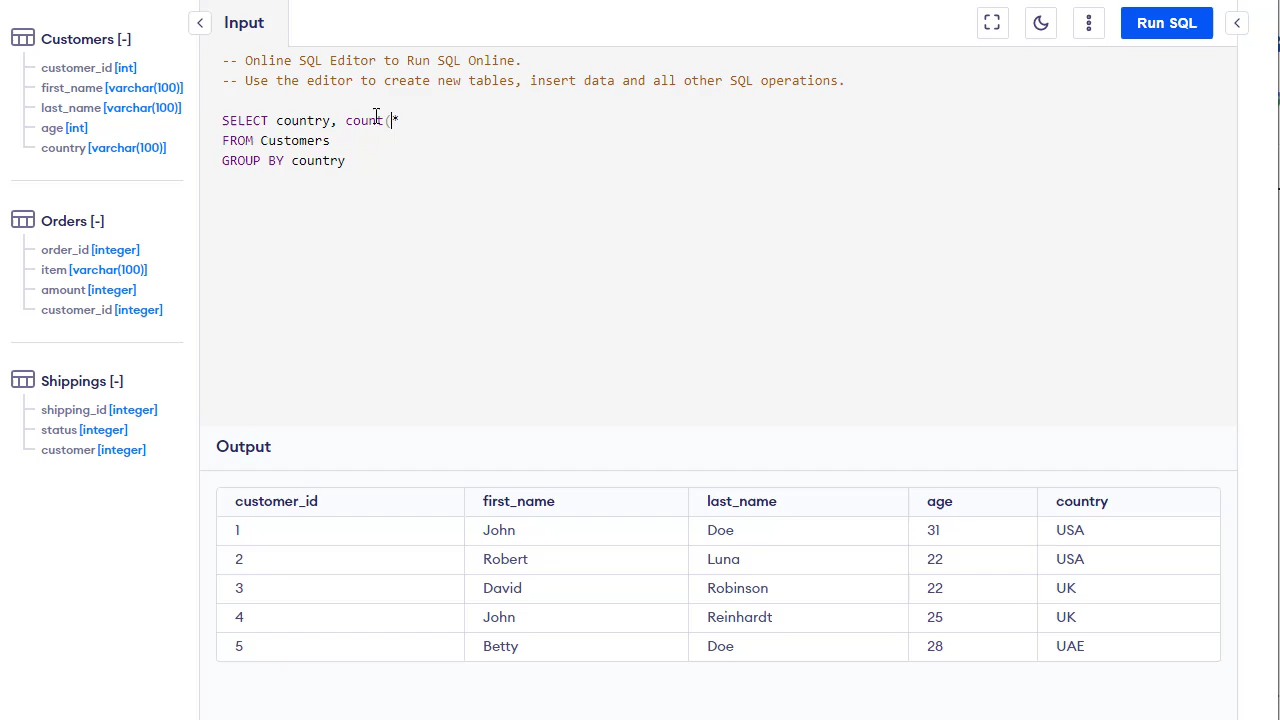 Customers [-]
customer_id [int]
first_name [varchar(100)]
last_name [varchar(100)]
age [int]
country [varchar(100)]
Orders [-]
order_id [integer]
item [varchar(100)]
amount [integer]
customer_id [integer]
Shippings [-]
shipping_id [integer]
status [integer]
customer [integer]
Input
Run SQL
-- Online SQL Editor to Run SQL Online.
-- Use the editor to create new tables, insert data and all other SQL operations.
SELECT country, count(*
FROM Customers
GROUP BY country
Output
customer_id first_name last_name age country
1 John Doe 31 USA
2 Robert Luna 22 USA
3 David Robinson 22 UK
4 John Reinhardt 25 UK
5 Betty Doe 28 UAE